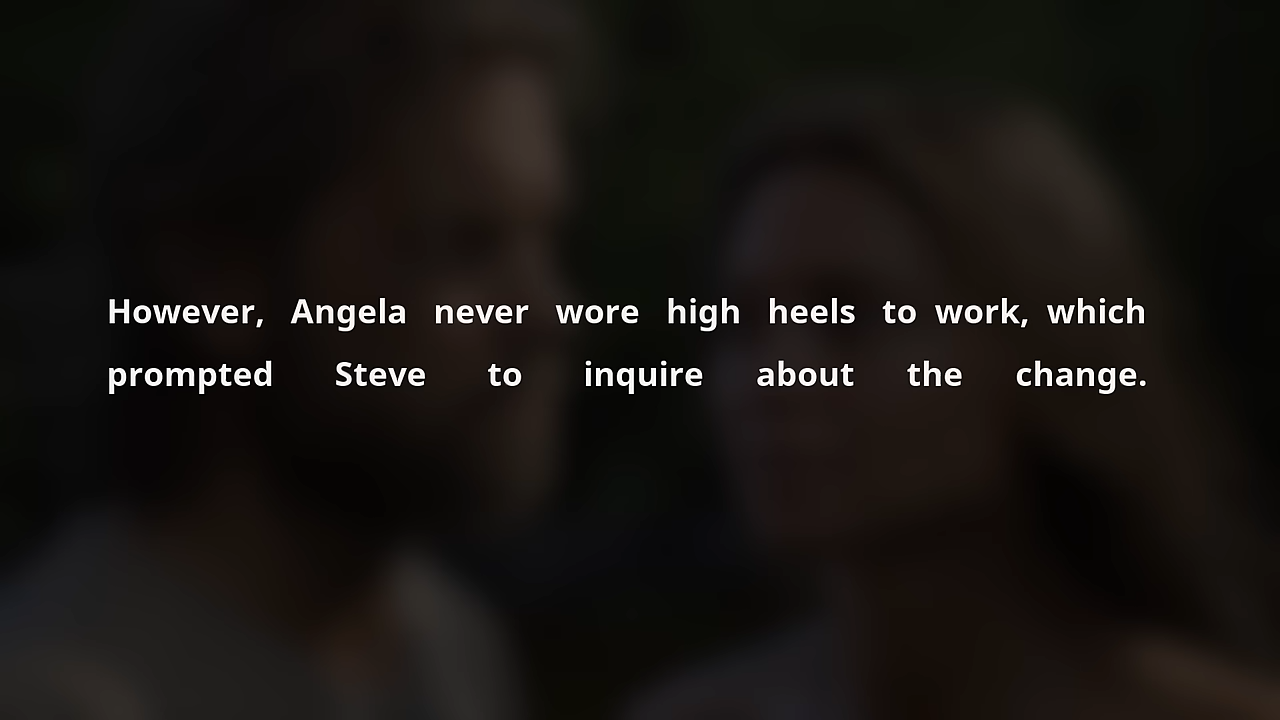 However, Angela never wore high heels to work, which
prompted Steve to inquire about the change.